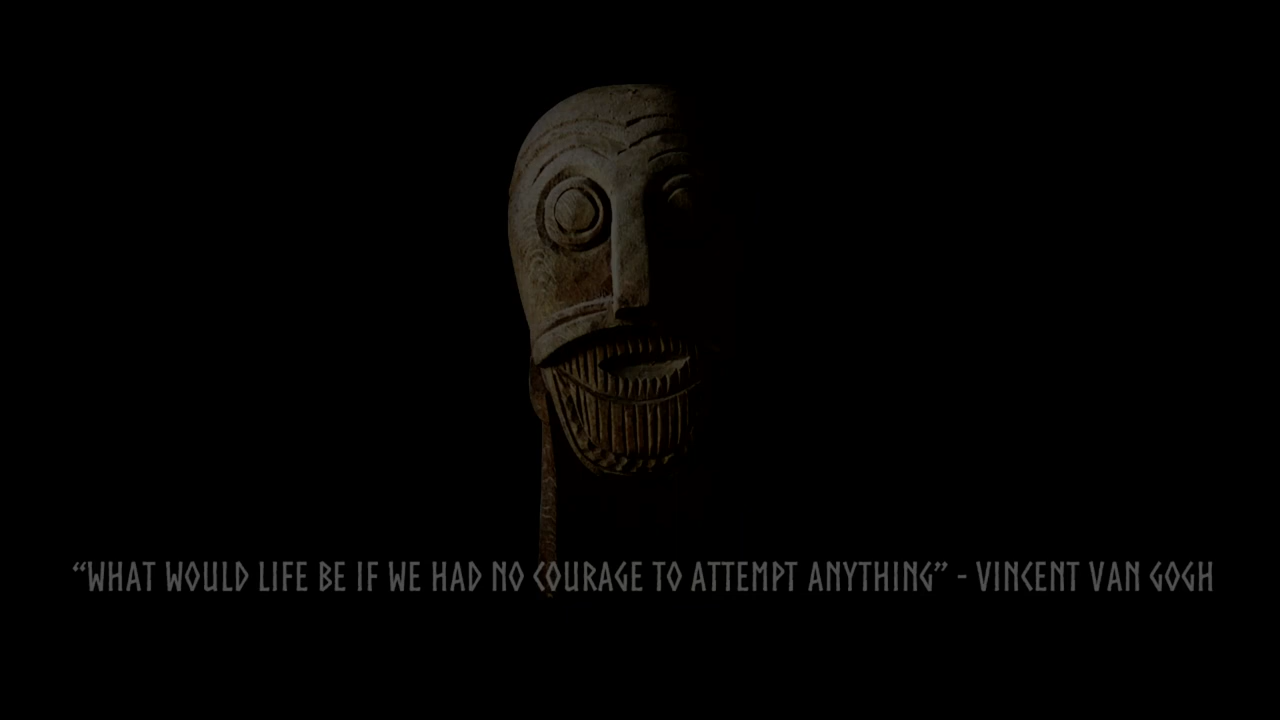 “WHAT WOULD LIFE BE IF WE HAD NO COURAGE TO ATTEMPT ANYTHING” - VINCENT VAN GOGH